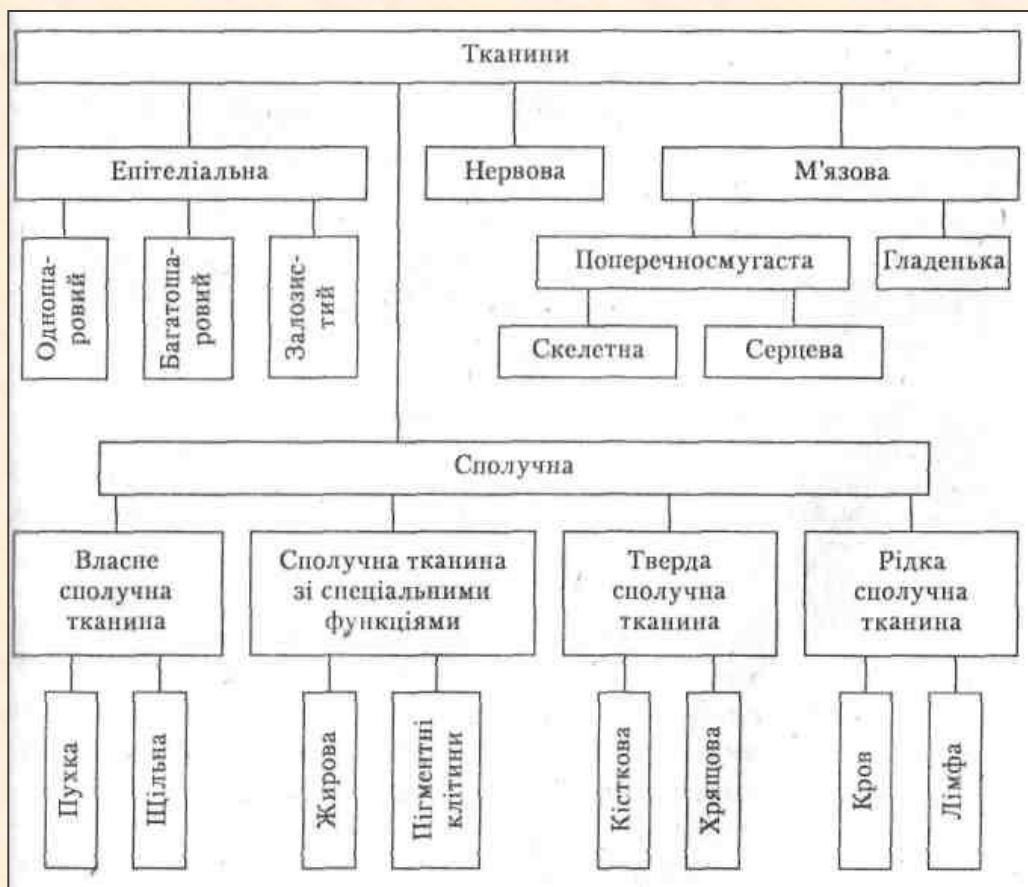 Тканини
Епітеліальна
Нервова
М'язова
Одноша-
ровий
Багатоша-
ровий
Залозис-
тий
Поперечносмугаста
Гладенька
Скелетна
Серцева
Сполучна
Власне
сполучна
тканина
Сполучна тканина
зі спеціальними
функціями
Тверда
сполучна
тканина
Рідка
сполучна
тканина
Пухка
Щільна
Жирова
Пігментні
клітини
Кісткова
Хрящова
Кров
Лімфа